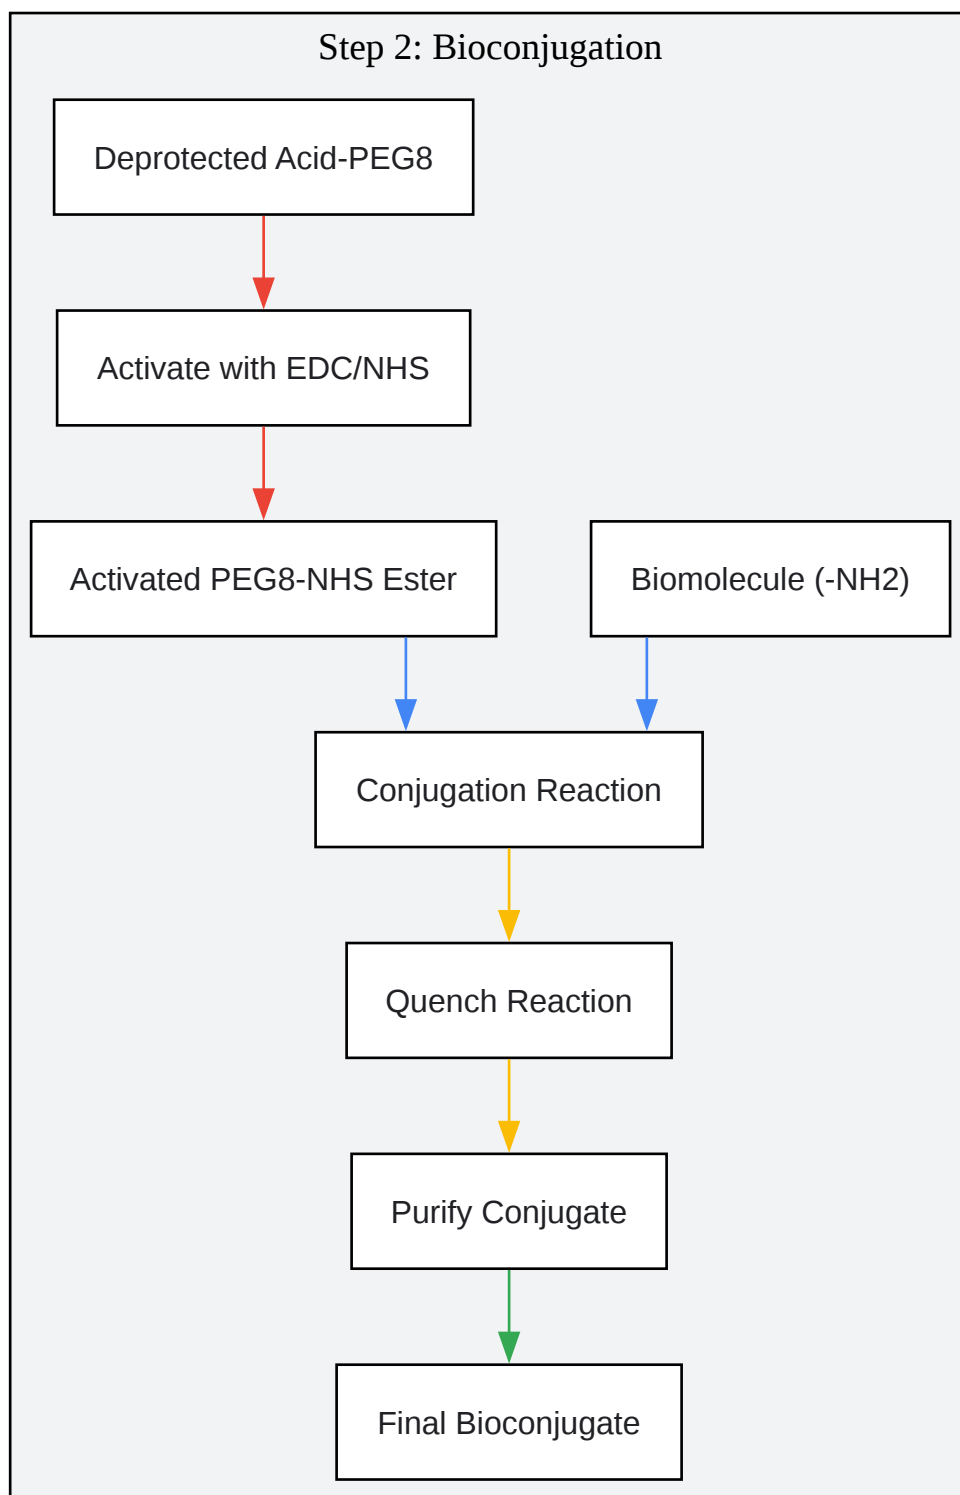 Step 2: Bioconjugation
Deprotected Acid-PEG8
Activate with EDC/NHS
Activated PEG8-NHS Ester
Biomolecule (-NH2)
Conjugation Reaction
Quench Reaction
Purify Conjugate
Final Bioconjugate